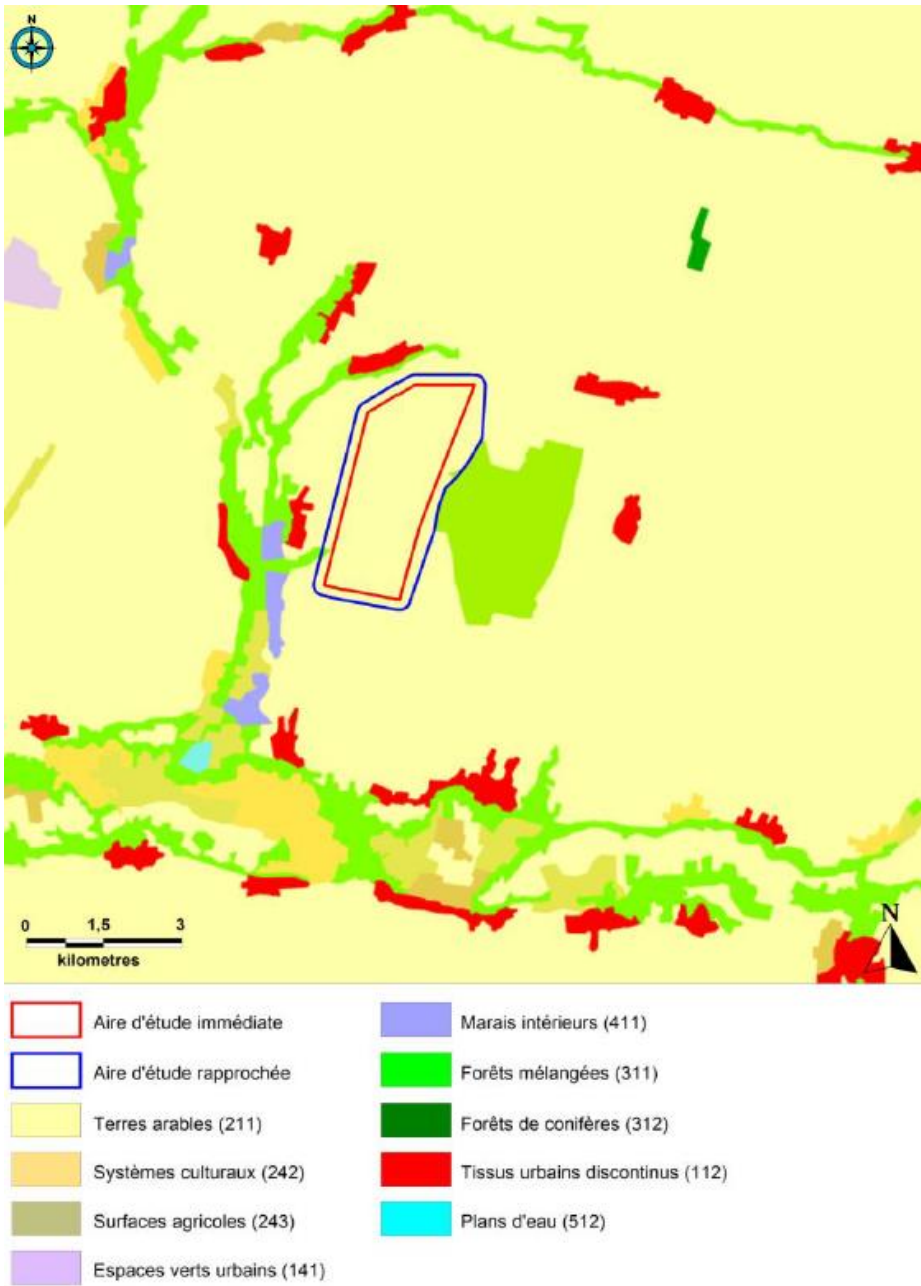 N
0 1,5 3
kilometres
N
Aire d'étude immédiate
Aire d'étude rapprochée
Terres arables (211)
Systèmes culturaux (242)
Surfaces agricoles (243)
Espaces verts urbains (141)
Marais intérieurs (411)
Forêts mélangées (311)
Forêts de conifères (312)
Tissus urbains discontinus (112)
Plans d'eau (512)